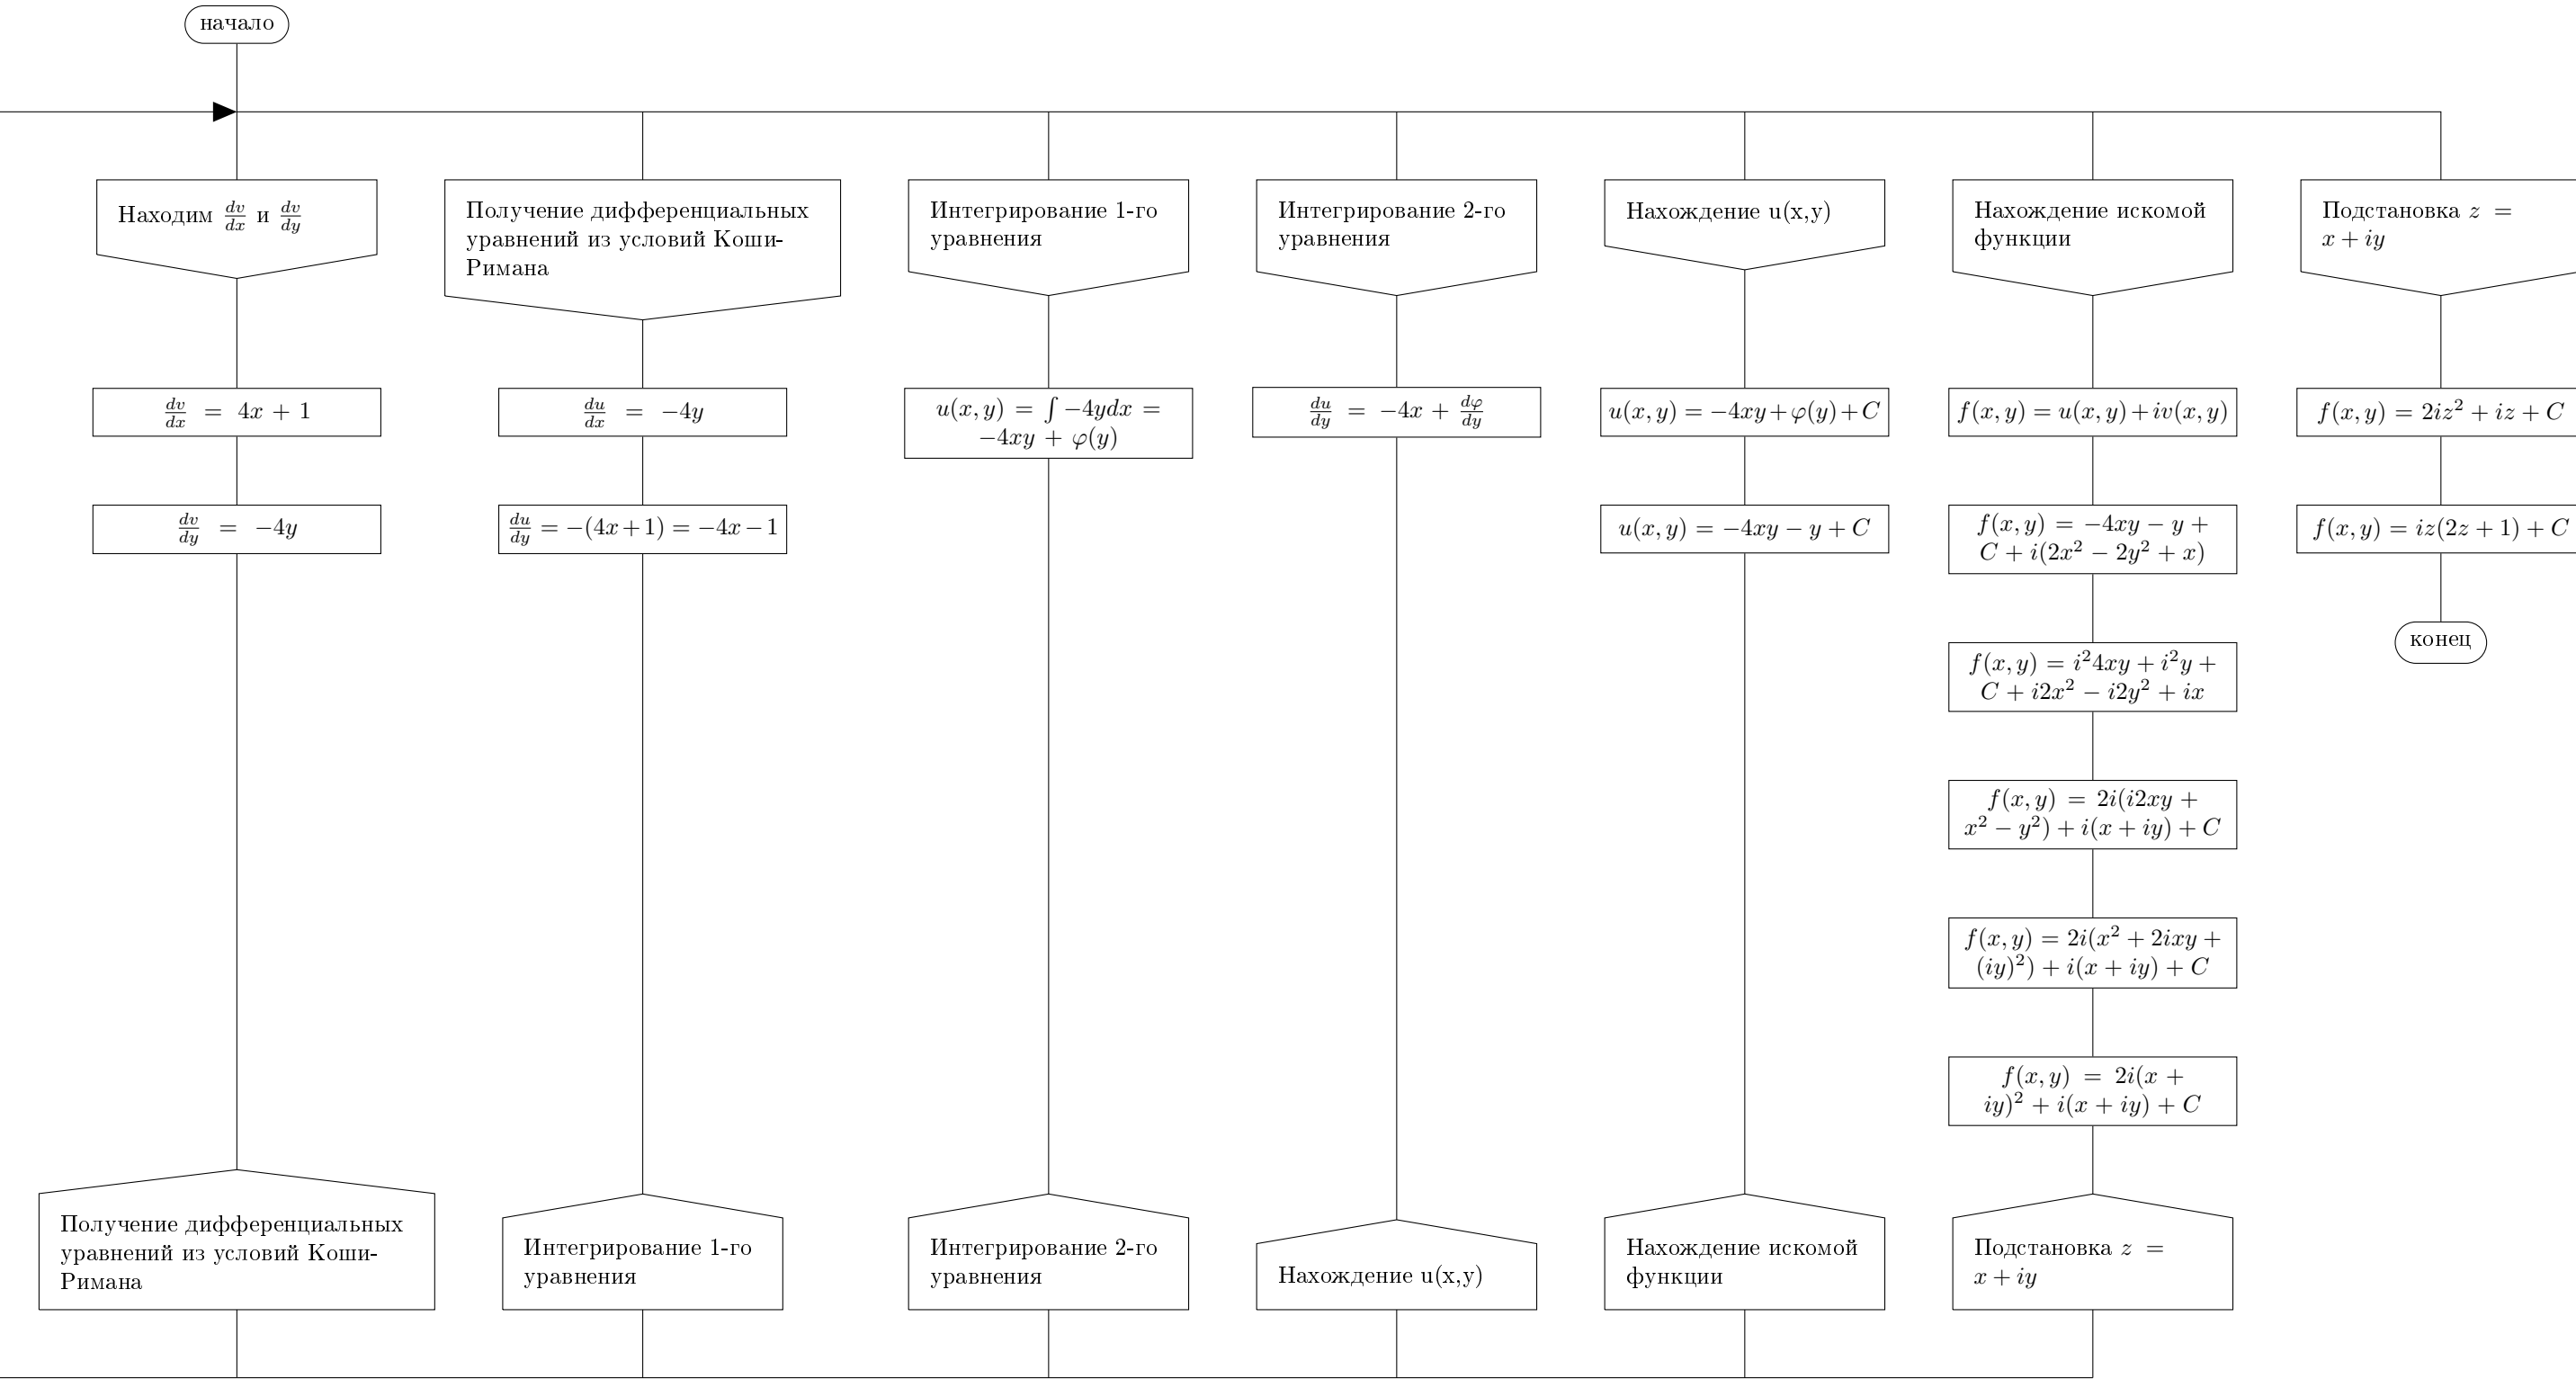 начало
Находим dv/dx и dv/dy
dv/dx = 4x + 1
dv/dy = −4y
Получение дифференциальных
уравнений из условий Коши-
Римана
Получение дифференциальных
уравнений из условий Коши-
Римана
du/dx = −4y
du/dy = −(4x+1) = −4x−1
Интегрирование 1-го
уравнения
Интегрирование 1-го
уравнения
u(x, y) = ∫ −4ydx =
−4xy + φ(y)
Интегрирование 2-го
уравнения
Интегрирование 2-го
уравнения
du/dy = −4x + dφ/dy
Нахождение u(x,y)
Нахождение u(x,y)
u(x, y) = −4xy+φ(y)+C
u(x, y) = −4xy − y + C
Нахождение искомой
функции
Нахождение искомой
функции
f(x, y) = u(x, y)+iv(x, y)
f(x, y) = −4xy − y +
C + i(2x² − 2y² + x)
f(x, y) = i²4xy + i²y +
C + i2x² − i2y² + ix
f(x, y) = 2i(i2xy +
x² − y²) + i(x + iy) + C
f(x, y) = 2i(x² + 2ixy +
(iy)²) + i(x + iy) + C
f(x, y) = 2i(x +
iy)² + i(x + iy) + C
Подстановка z =
x + iy
Подстановка z =
x + iy
f(x, y) = 2iz² + iz + C
f(x, y) = iz(2z + 1) + C
конец